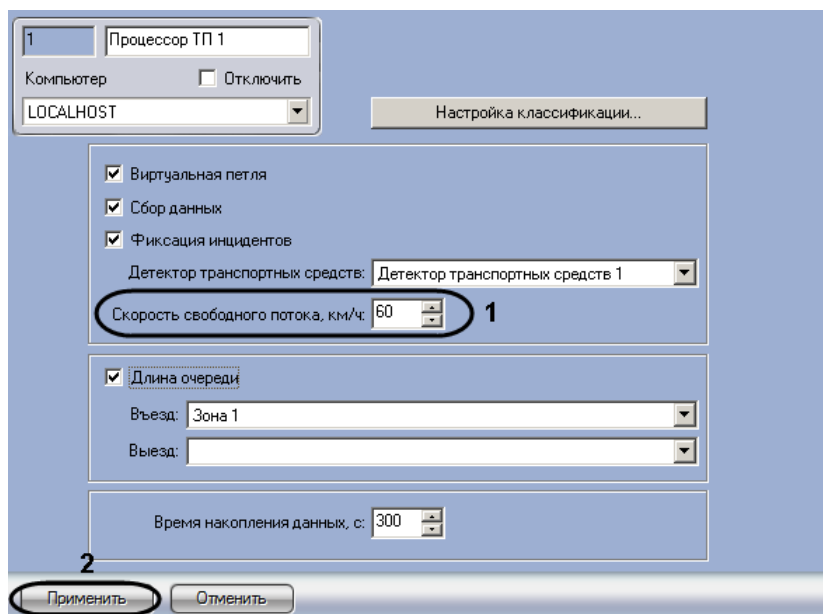 1 Процессор ТП 1
Компьютер Отключить
LOCALHOST
Настройка классификации...
Виртуальная петля
Сбор данных
Фиксация инцидентов
Детектор транспортных средств: Детектор транспортных средств 1
Скорость свободного потока, км/ч: 60 1
Длина очереди
Въезд: Зона 1
Выезд:
Время накопления данных, с: 300
2
Применить Отменить